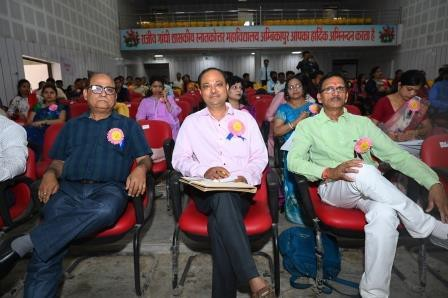 राजीव गांधी शासकीय स्नातकोत्तर महाविद्यालय अम्बिकापुर आपका हार्दिक अभिनन्दन करता है